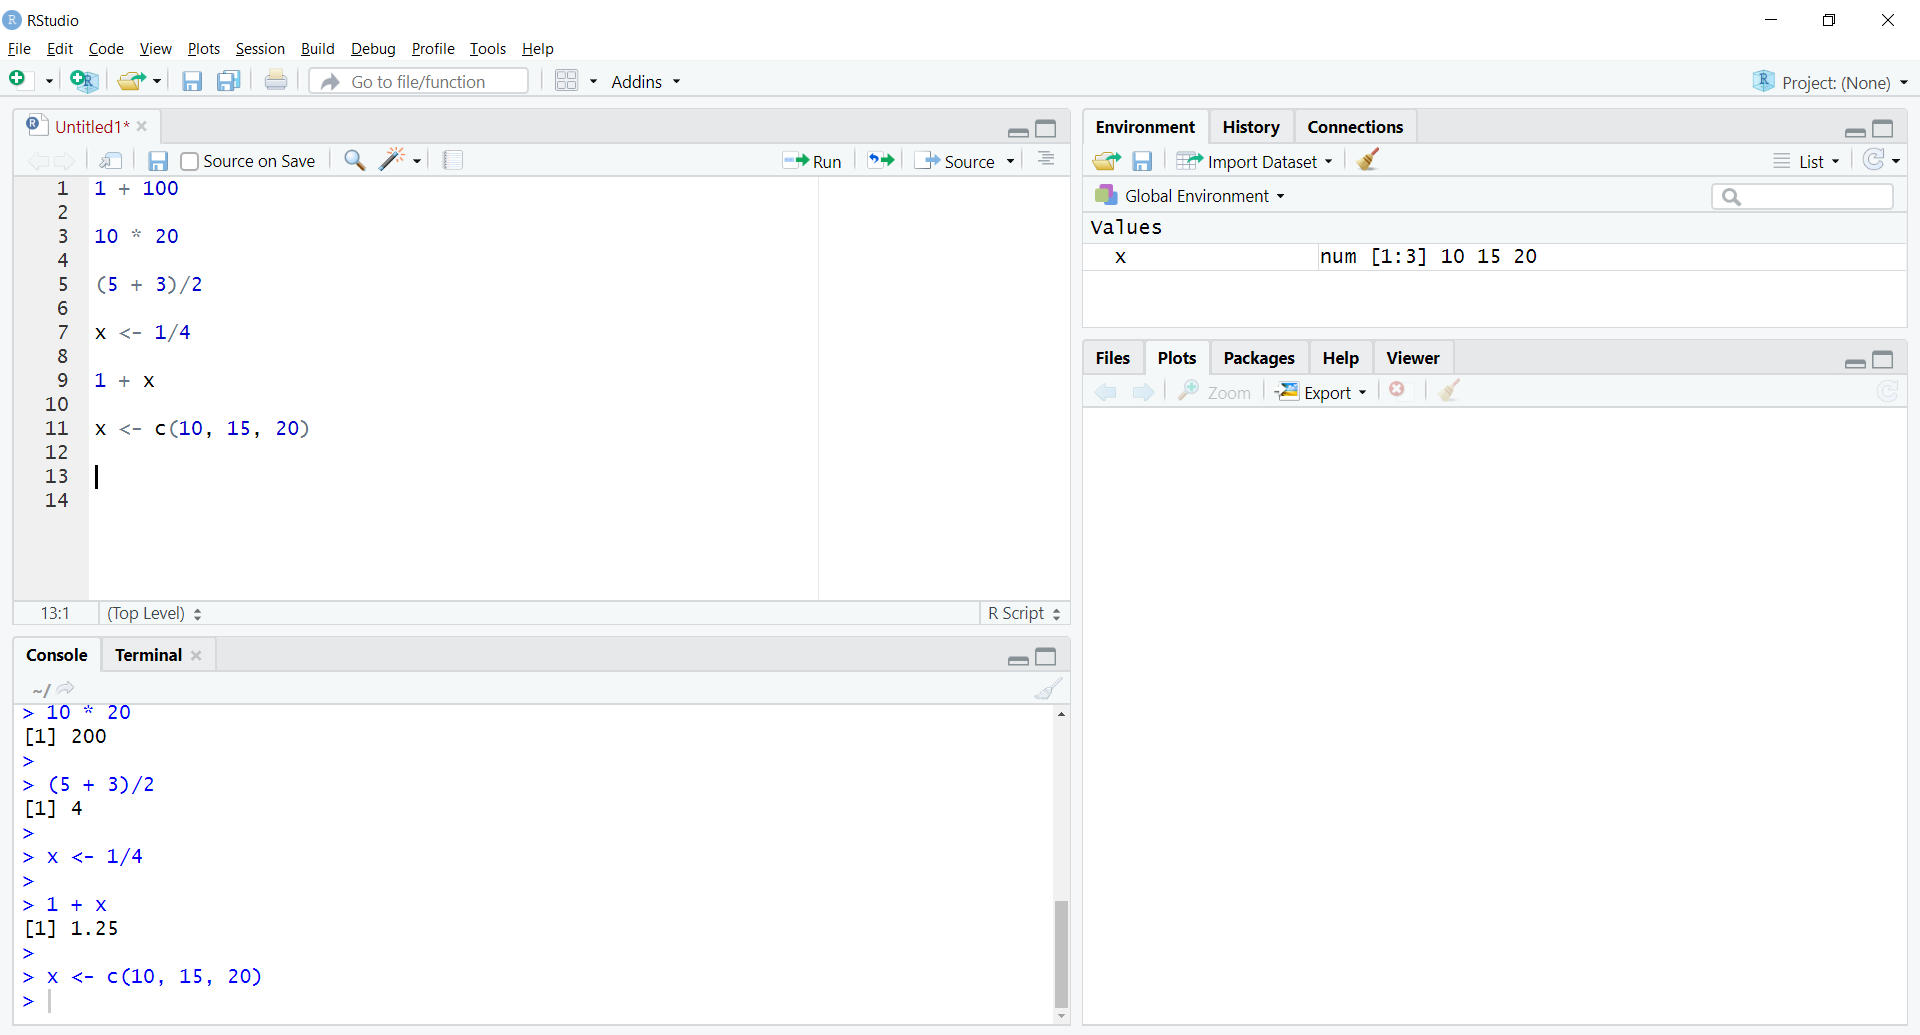 RStudio
File Edit Code View Plots Session Build Debug Profile Tools Help
Go to file/function Addins Project: (None)
Untitled1*
Source on Save Run Source
1 1 + 100
2
3 10 * 20
4
5 (5 + 3)/2
6
7 x <- 1/4
8
9 1 + x
10
11 x <- c(10, 15, 20)
12
13
14
13:1 (Top Level) R Script
Console Terminal
~/
> 10 * 20
[1] 200
>
> (5 + 3)/2
[1] 4
>
> x <- 1/4
>
> 1 + x
[1] 1.25
>
> x <- c(10, 15, 20)
>
Environment History Connections
Import Dataset List
Global Environment
Values
x num [1:3] 10 15 20
Files Plots Packages Help Viewer
Zoom Export